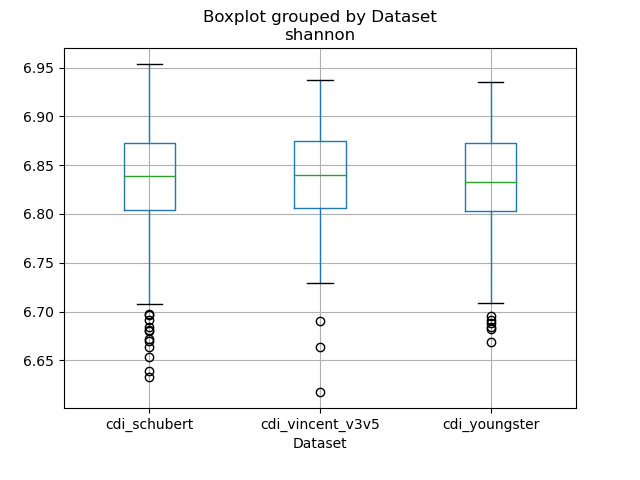 Boxplot grouped by Dataset
shannon
6.95
6.90
6.85
6.80
6.75
6.70
6.65
cdi_schubert
cdi_vincent_v3v5
cdi_youngster
Dataset